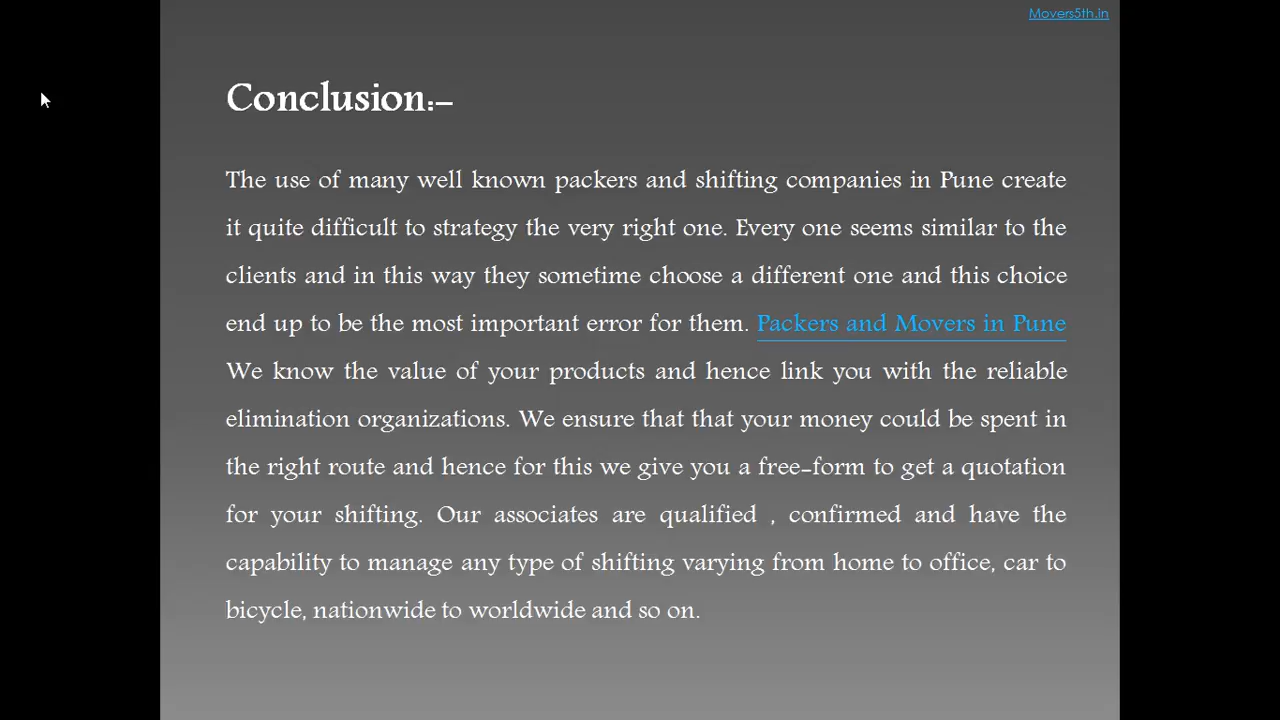 Movers5th.in
Conclusion:-
The use of many well known packers and shifting companies in Pune create
it quite difficult to strategy the very right one. Every one seems similar to the
clients and in this way they sometime choose a different one and this choice
end up to be the most important error for them. Packers and Movers in Pune
We know the value of your products and hence link you with the reliable
elimination organizations. We ensure that that your money could be spent in
the right route and hence for this we give you a free-form to get a quotation
for your shifting. Our associates are qualified , confirmed and have the
capability to manage any type of shifting varying from home to office, car to
bicycle, nationwide to worldwide and so on.